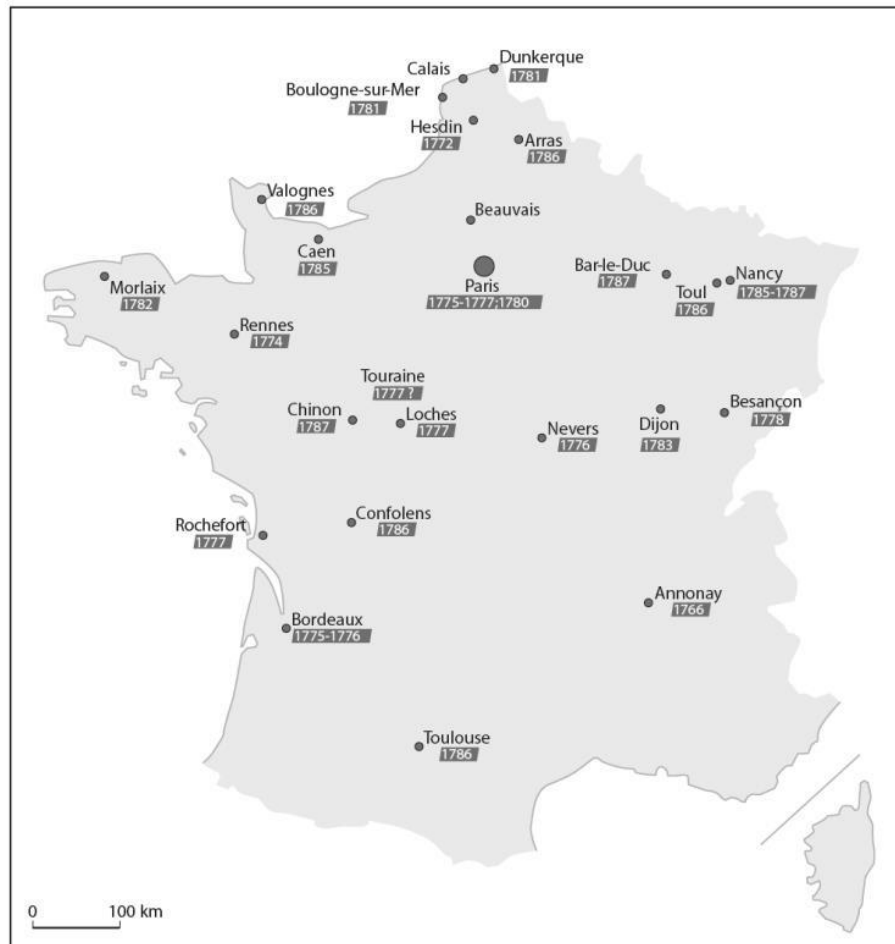 Dunkerque
1781
Calais
Boulogne-sur-Mer
1781
Hesdin
1772
Arras
1786
Valognes
1786
Beauvais
Caen
1785
Morlaix
1782
Paris
1775-1777;1780
Bar-le-Duc
1787
Toul
1786
Nancy
1785-1787
Rennes
1774
Touraine
1777 ?
Chinon
1787
Loches
1777
Nevers
1776
Dijon
1783
Besançon
1778
Rochefort
1777
Confolens
1786
Annonay
1766
Bordeaux
1775-1776
Toulouse
1786
0 100 km